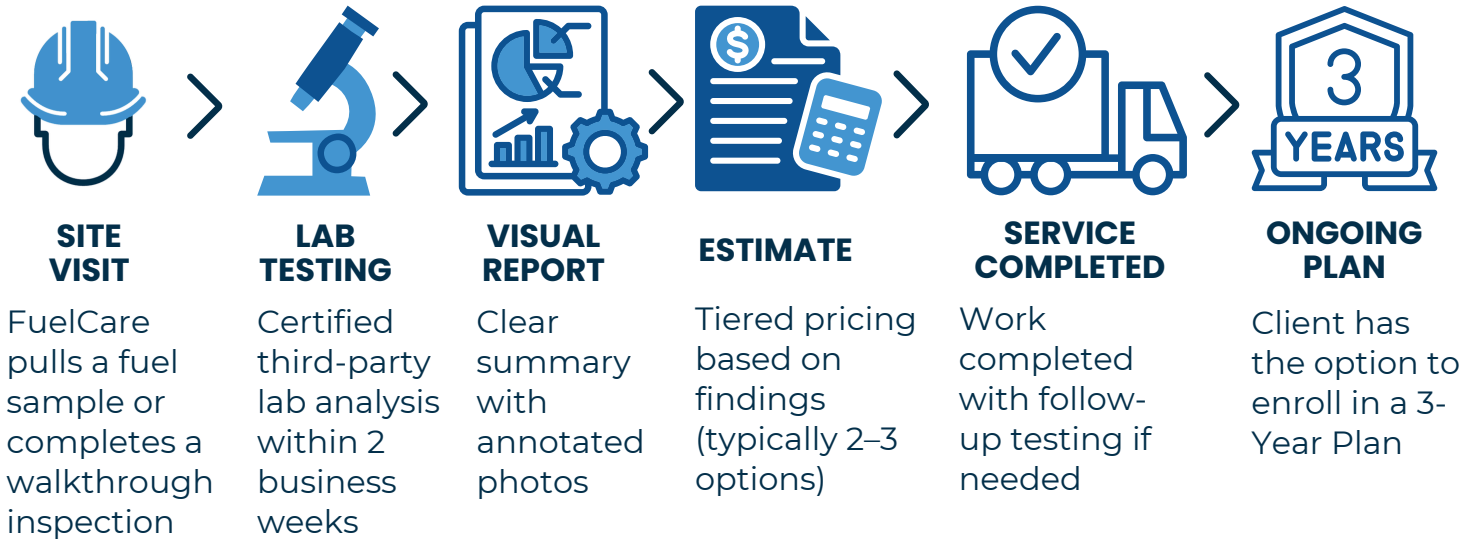 $
3
YEARS
SITE
VISIT
FuelCare
pulls a fuel
sample or
completes a
walkthrough
inspection
LAB
TESTING
Certified
third-party
lab analysis
within 2
business
weeks
VISUAL
REPORT
Clear
summary
with
annotated
photos
ESTIMATE
Tiered pricing
based on
findings
(typically 2–3
options)
SERVICE
COMPLETED
Work
completed
with follow-
up testing if
needed
ONGOING
PLAN
Client has
the option to
enroll in a 3-
Year Plan